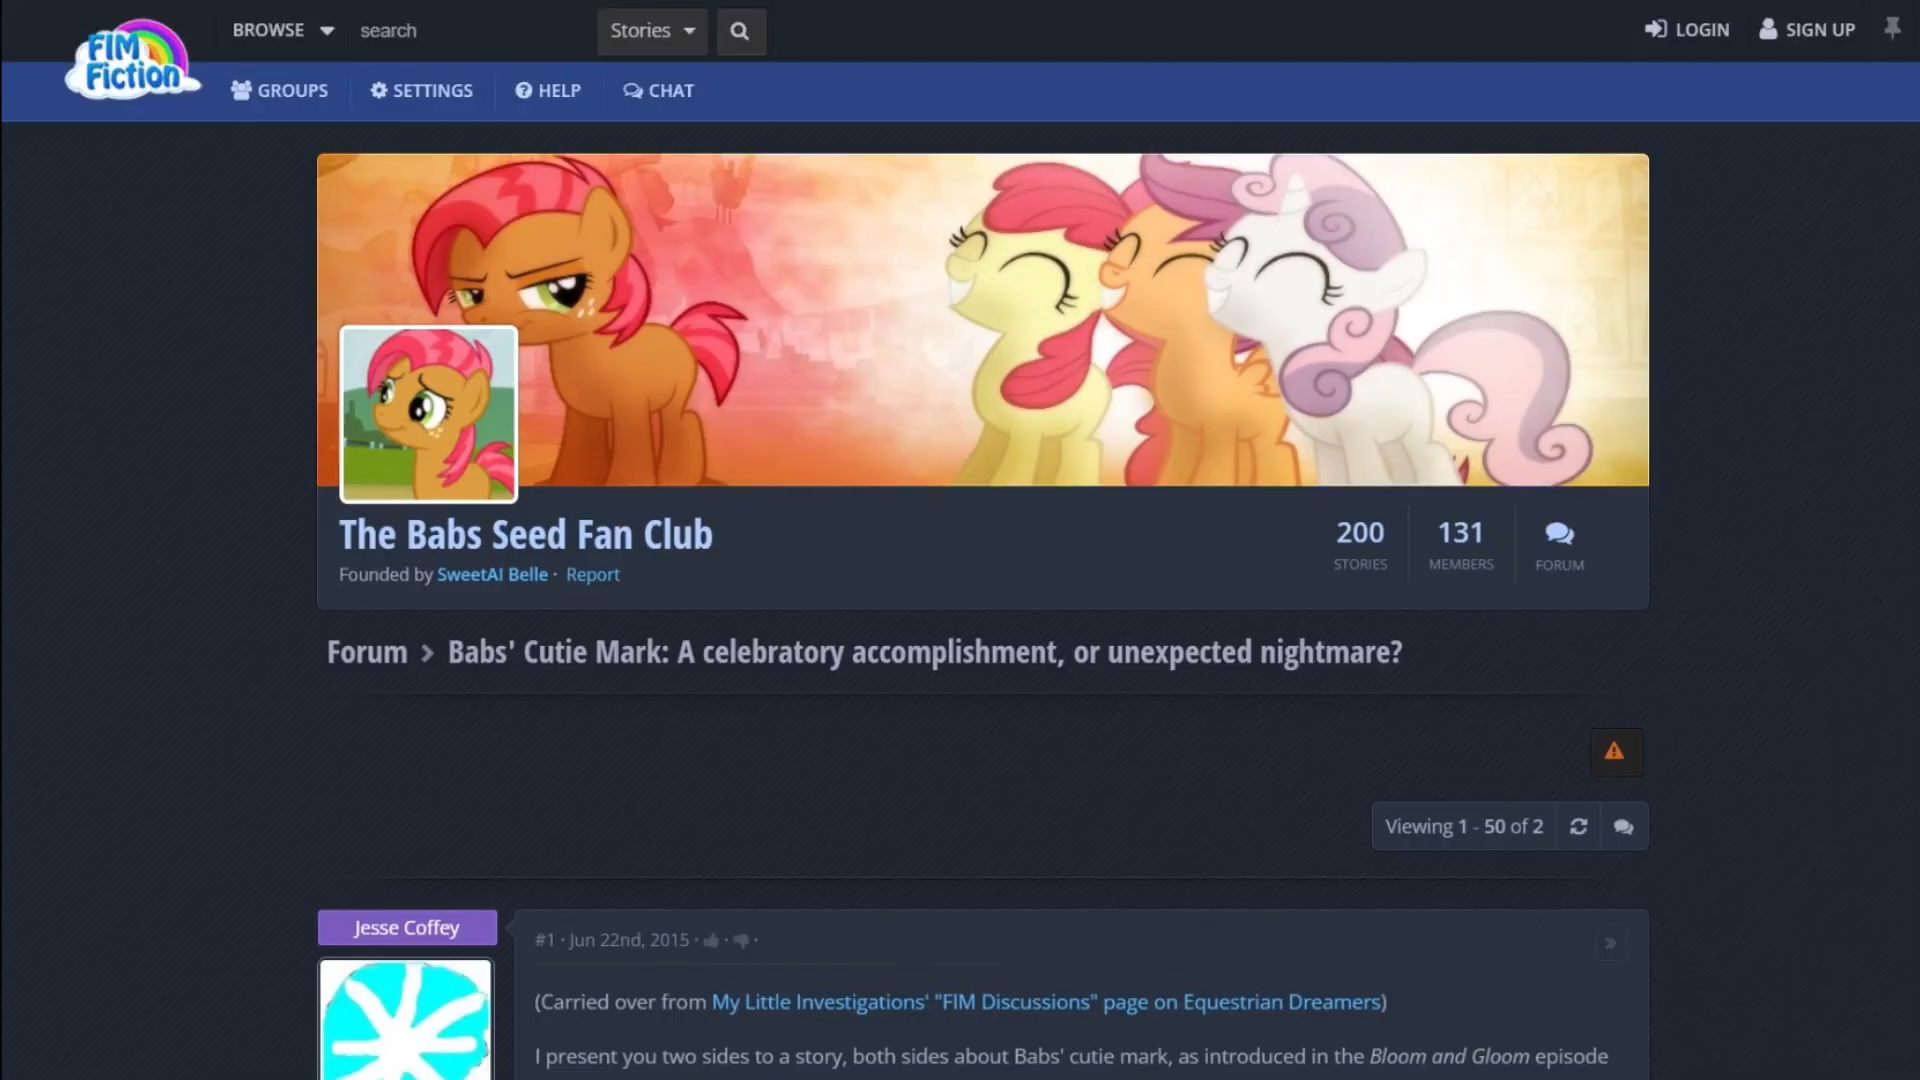 FIM
Fiction
BROWSE search Stories LOGIN SIGN UP
GROUPS SETTINGS HELP CHAT
The Babs Seed Fan Club
Founded by SweetAI Belle · Report
200 STORIES
131 MEMBERS
FORUM
Forum > Babs' Cutie Mark: A celebratory accomplishment, or unexpected nightmare?
Viewing 1 - 50 of 2
Jesse Coffey
#1 · Jun 22nd, 2015 · · ·
(Carried over from My Little Investigations' "FIM Discussions" page on Equestrian Dreamers)
I present you two sides to a story, both sides about Babs' cutie mark, as introduced in the Bloom and Gloom episode